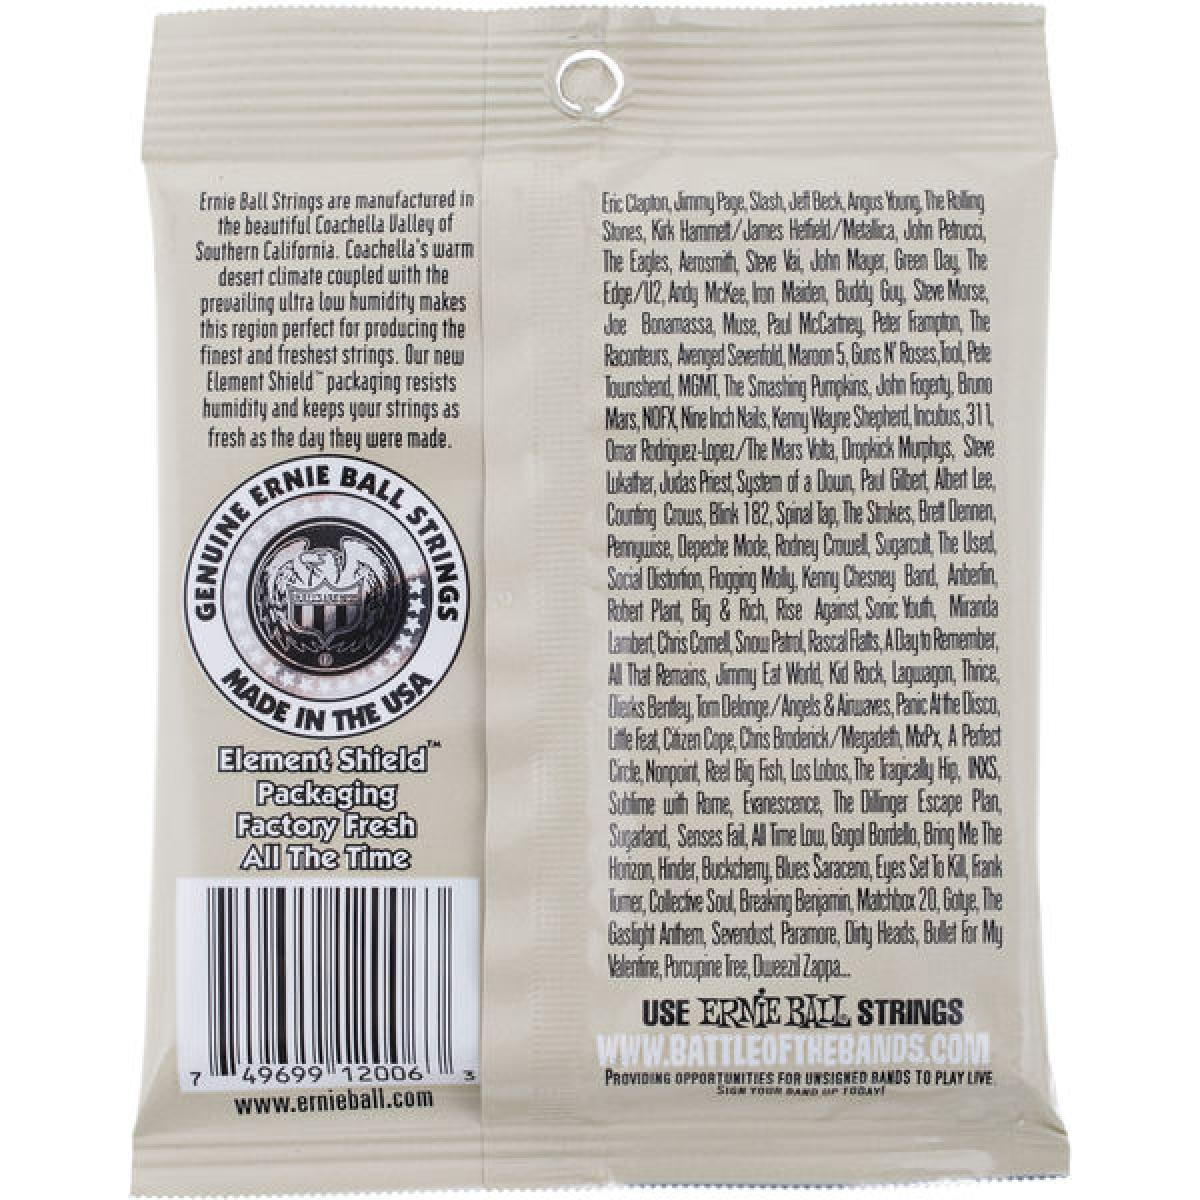 Ernie Ball Strings are manufactured in
the beautiful Coachella Valley of
Southern California. Coachella's warm
desert climate coupled with the
prevailing ultra low humidity makes
this region perfect for producing the
finest and freshest strings. Our new
Element Shield™ packaging resists
humidity and keeps your strings as
fresh as the day they were made.
GENUINE ERNIE BALL STRINGS
MADE IN THE USA
Element Shield™
Packaging
Factory Fresh
All The Time
7 49699 12006 3
www.ernieball.com
Eric Clapton, Jimmy Page, Slash, Jeff Beck, Angus Young, The Rolling
Stones, Kirk Hammett/James Hetfield/Metallica, John Petrucci,
The Eagles, Aerosmith, Steve Vai, John Mayer, Green Day, The
Edge/U2, Andy McKee, Iron Maiden, Buddy Guy, Steve Morse,
Joe Bonamassa, Muse, Paul McCartney, Peter Frampton, The
Raconteurs, Avenged Sevenfold, Maroon 5, Guns N' Roses, Tool, Pete
Townshend, MGMT, The Smashing Pumpkins, John Fogerty, Bruno
Mars, NOFX, Nine Inch Nails, Kenny Wayne Shepherd, Incubus, 311,
Omar Rodriguez-Lopez/The Mars Volta, Dropkick Murphys, Steve
Lukather, Judas Priest, System of a Down, Paul Gilbert, Albert Lee,
Counting Crows, Blink 182, Spinal Tap, The Strokes, Brett Dennen,
Pennywise, Depeche Mode, Rodney Crowell, Sugarcult, The Used,
Social Distortion, Flogging Molly, Kenny Chesney Band, Anberlin,
Robert Plant, Big & Rich, Rise Against, Sonic Youth, Miranda
Lambert, Chris Cornell, Snow Patrol, Rascal Flatts, A Day to Remember,
All That Remains, Jimmy Eat World, Kid Rock, Lagwagon, Thrice,
Dierks Bentley, Tom Delonge/Angels & Airwaves, Panic At the Disco,
Little Feat, Citizen Cope, Chris Broderick/Megadeth, MxPx, A Perfect
Circle, Nonpoint, Reel Big Fish, Los Lobos, The Tragically Hip, INXS,
Sublime with Rome, Evanescence, The Dillinger Escape Plan,
Sugarland, Senses Fail, All Time Low, Gogol Bordello, Bring Me The
Horizon, Hinder, Buckcherry, Blues Saraceno, Eyes Set To Kill, Frank
Turner, Collective Soul, Breaking Benjamin, Matchbox 20, Gotye, The
Gaslight Anthem, Sevendust, Paramore, Dirty Heads, Bullet For My
Valentine, Porcupine Tree, Dweezil Zappa...
USE ERNIE BALL® STRINGS
WWW.BATTLEOFTHEBANDS.COM
PROVIDING OPPORTUNITIES FOR UNSIGNED BANDS TO PLAY LIVE.
SIGN YOUR BAND UP TODAY!